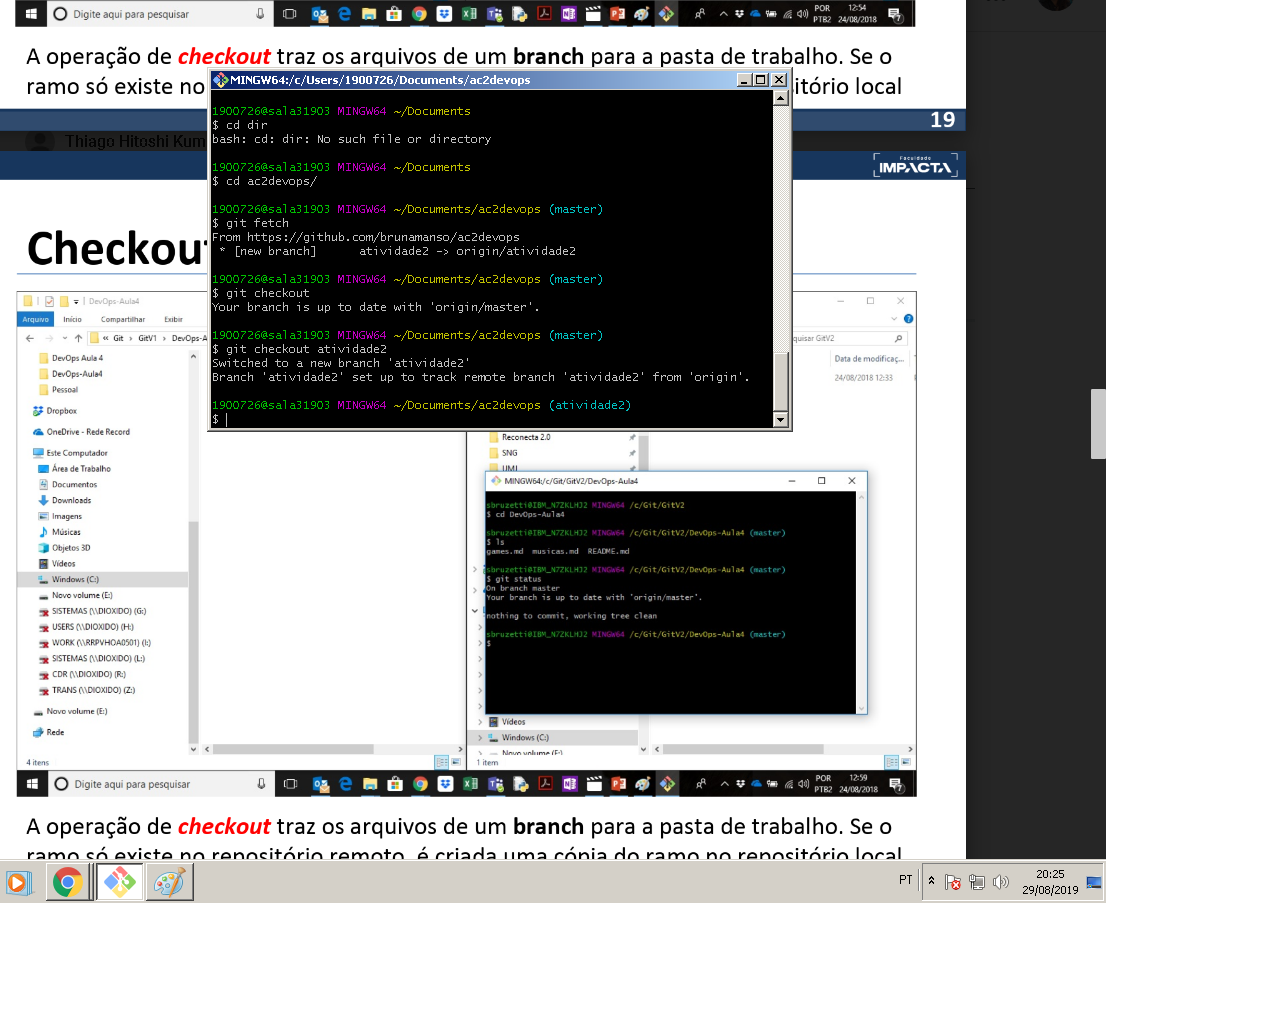 Digite aqui para pesquisar
POR
PTB2
12:54
24/08/2018
7
A operação de checkout traz os arquivos de um branch para a pasta de trabalho. Se o
ramo só existe no
sitório local
19
Thiago Hitoshi Kum
Faculdade
IMPACTA
Checkout
MINGW64:/c/Users/1900726/Documents/ac2devops
1900726@sala31903 MINGW64 ~/Documents
$ cd dir
bash: cd: dir: No such file or directory
1900726@sala31903 MINGW64 ~/Documents
$ cd ac2devops/
1900726@sala31903 MINGW64 ~/Documents/ac2devops (master)
$ git fetch
From https://github.com/brunamanso/ac2devops
* [new branch]      atividade2 -> origin/atividade2
1900726@sala31903 MINGW64 ~/Documents/ac2devops (master)
$ git checkout
Your branch is up to date with 'origin/master'.
1900726@sala31903 MINGW64 ~/Documents/ac2devops (master)
$ git checkout atividade2
Switched to a new branch 'atividade2'
Branch 'atividade2' set up to track remote branch 'atividade2' from 'origin'.
1900726@sala31903 MINGW64 ~/Documents/ac2devops (atividade2)
$
DevOps-Aula4
Arquivo Início Compartilhar Exibir
« Git › GitV1 › DevOps-A
DevOps Aula 4
DevOps-Aula4
Pessoal
Dropbox
OneDrive - Rede Record
Este Computador
Área de Trabalho
Documentos
Downloads
Imagens
Músicas
Objetos 3D
Vídeos
Windows (C:)
Novo volume (E:)
SISTEMAS (\\DIOXIDO) (G:)
USERS (\\DIOXIDO) (H:)
WORK (\\RRPVHOA0501) (I:)
SISTEMAS (\\DIOXIDO) (L:)
CDR (\\DIOXIDO) (R:)
TRANS (\\DIOXIDO) (Z:)
Novo volume (E:)
Rede
4 itens
quisar GitV2
Data de modificaç...
24/08/2018 12:33
Reconecta 2.0
SNG
UMI
MINGW64:/c/Git/GitV2/DevOps-Aula4
sbruzetti@IBM_N7ZKLHJ2 MINGW64 /c/Git/GitV2
$ cd DevOps-Aula4
sbruzetti@IBM_N7ZKLHJ2 MINGW64 /c/Git/GitV2/DevOps-Aula4 (master)
$ ls
games.md  musicas.md  README.md
sbruzetti@IBM_N7ZKLHJ2 MINGW64 /c/Git/GitV2/DevOps-Aula4 (master)
$ git status
On branch master
Your branch is up to date with 'origin/master'.
nothing to commit, working tree clean
sbruzetti@IBM_N7ZKLHJ2 MINGW64 /c/Git/GitV2/DevOps-Aula4 (master)
$
Vídeos
Windows (C:)
Novo volume (E:)
1 item
Digite aqui para pesquisar
POR
PTB2
12:59
24/08/2018
7
A operação de checkout traz os arquivos de um branch para a pasta de trabalho. Se o
ramo só existe no repositório remoto, é criada uma cópia do ramo no repositório local
PT
20:25
29/08/2019